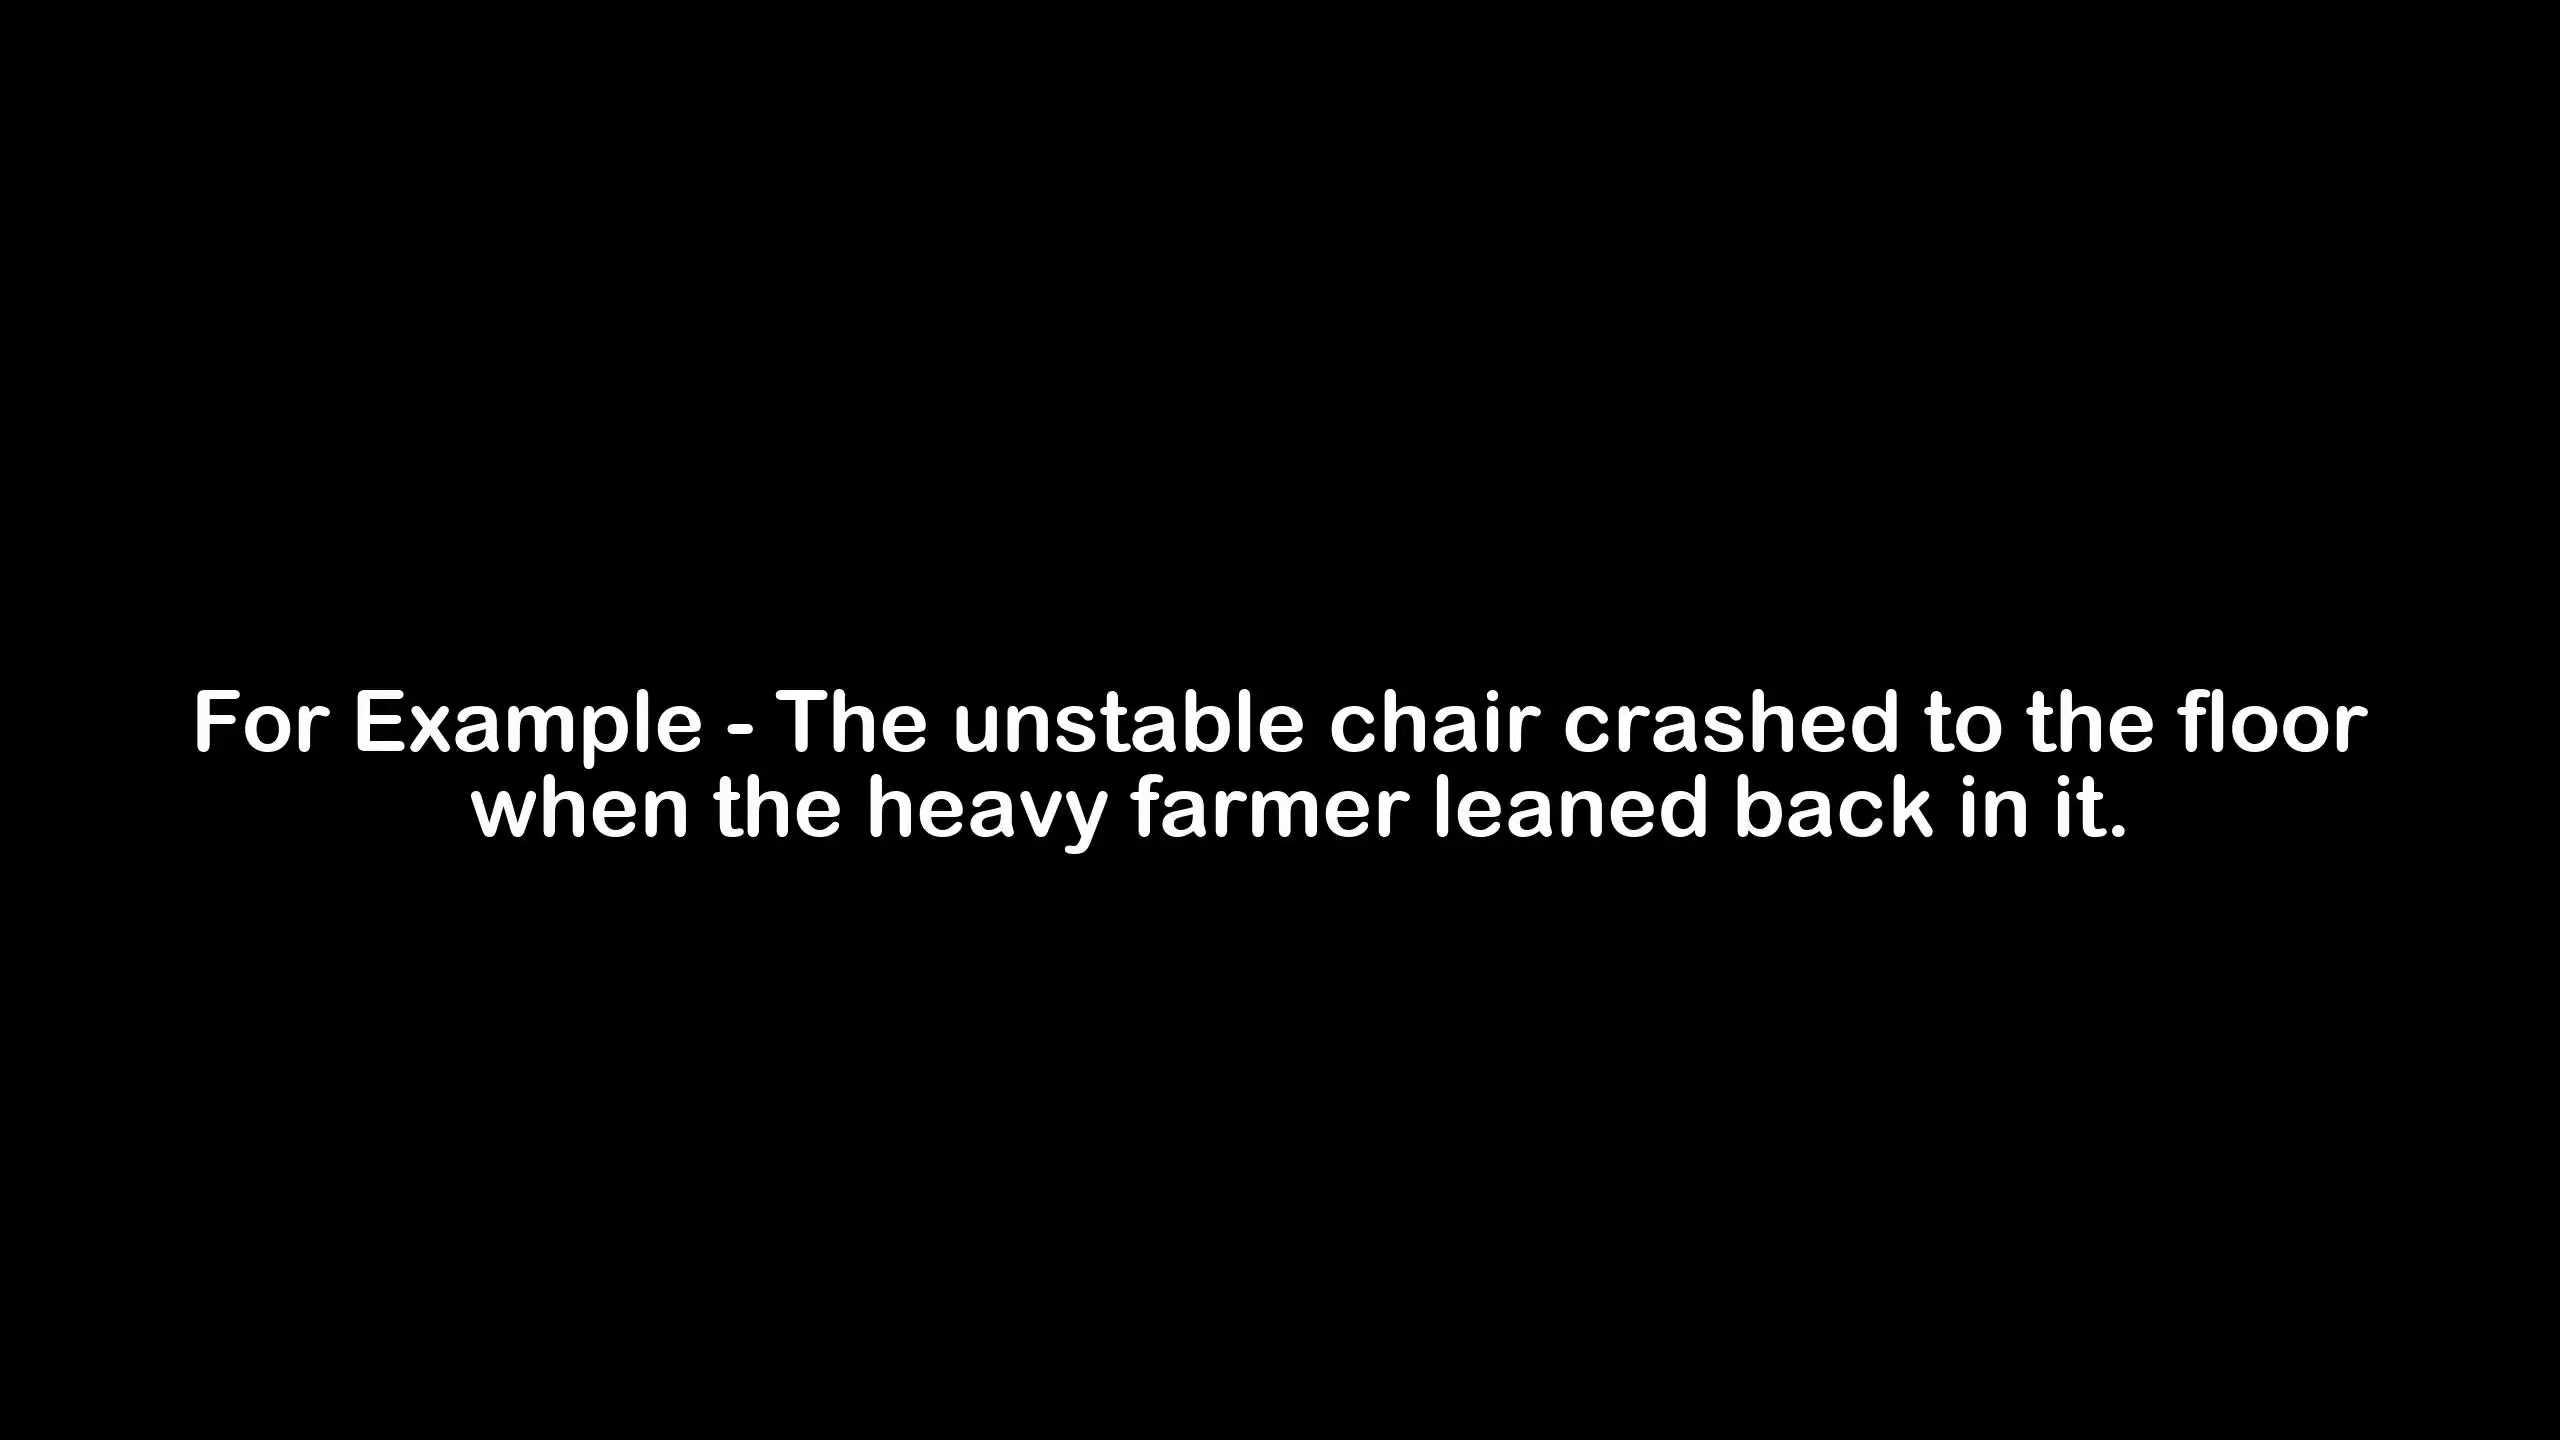 For Example - The unstable chair crashed to the floor
when the heavy farmer leaned back in it.